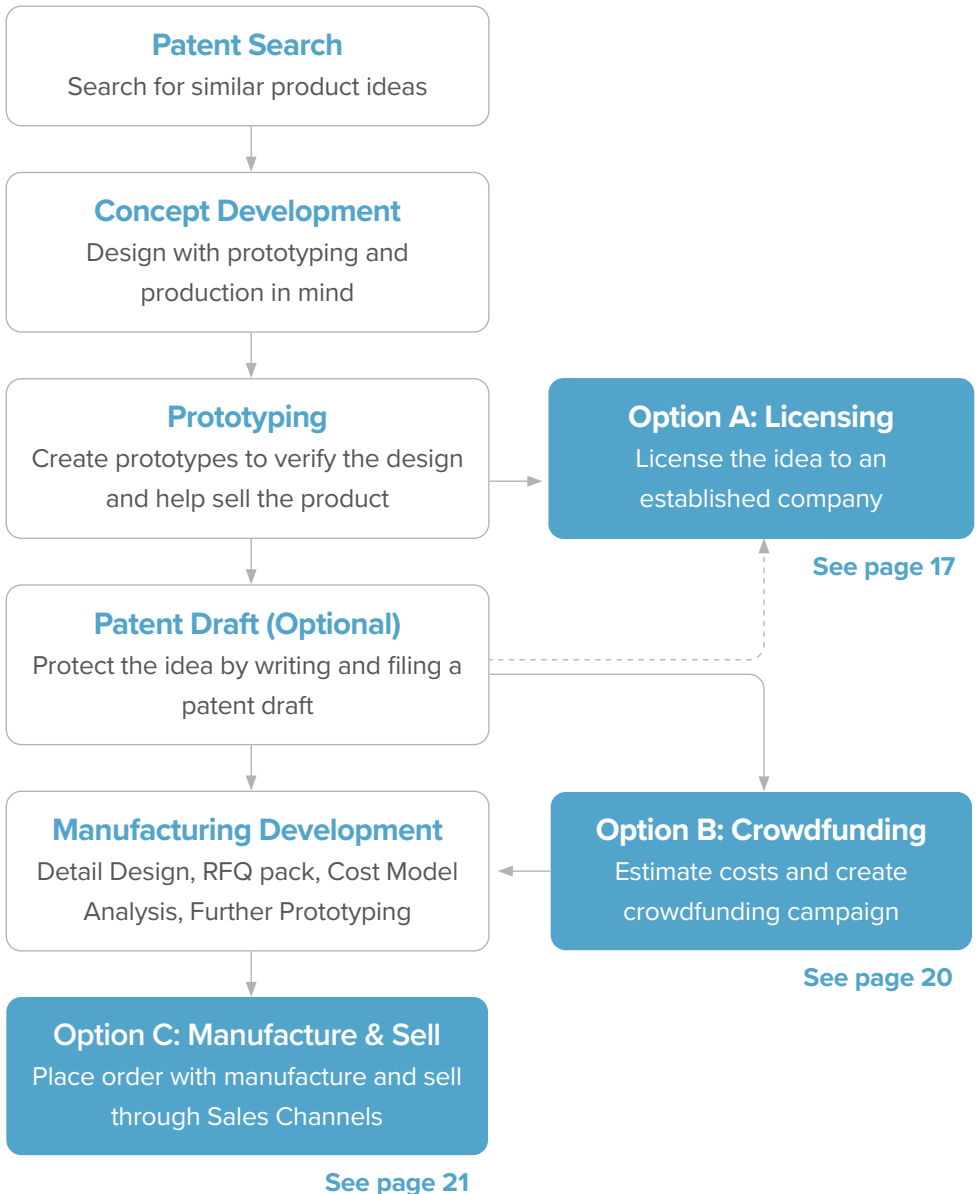 Patent Search
Search for similar product ideas
Concept Development
Design with prototyping and
production in mind
Prototyping
Create prototypes to verify the design
and help sell the product
Option A: Licensing
License the idea to an
established company
See page 17
Patent Draft (Optional)
Protect the idea by writing and filing a
patent draft
Manufacturing Development
Detail Design, RFQ pack, Cost Model
Analysis, Further Prototyping
Option B: Crowdfunding
Estimate costs and create
crowdfunding campaign
See page 20
Option C: Manufacture & Sell
Place order with manufacture and sell
through Sales Channels
See page 21